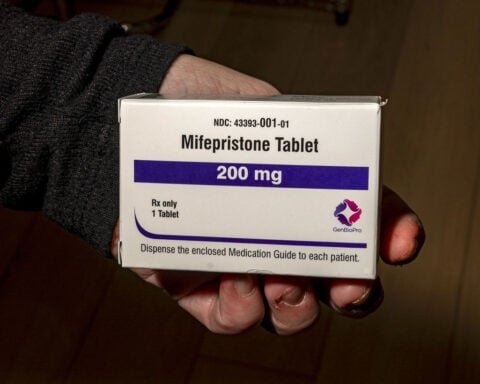 NDC: 43393-001-01
Mifepristone Tablet
200 mg
Rx only
1 Tablet
GenBioPro
Dispense the enclosed Medication Guide to each patient.